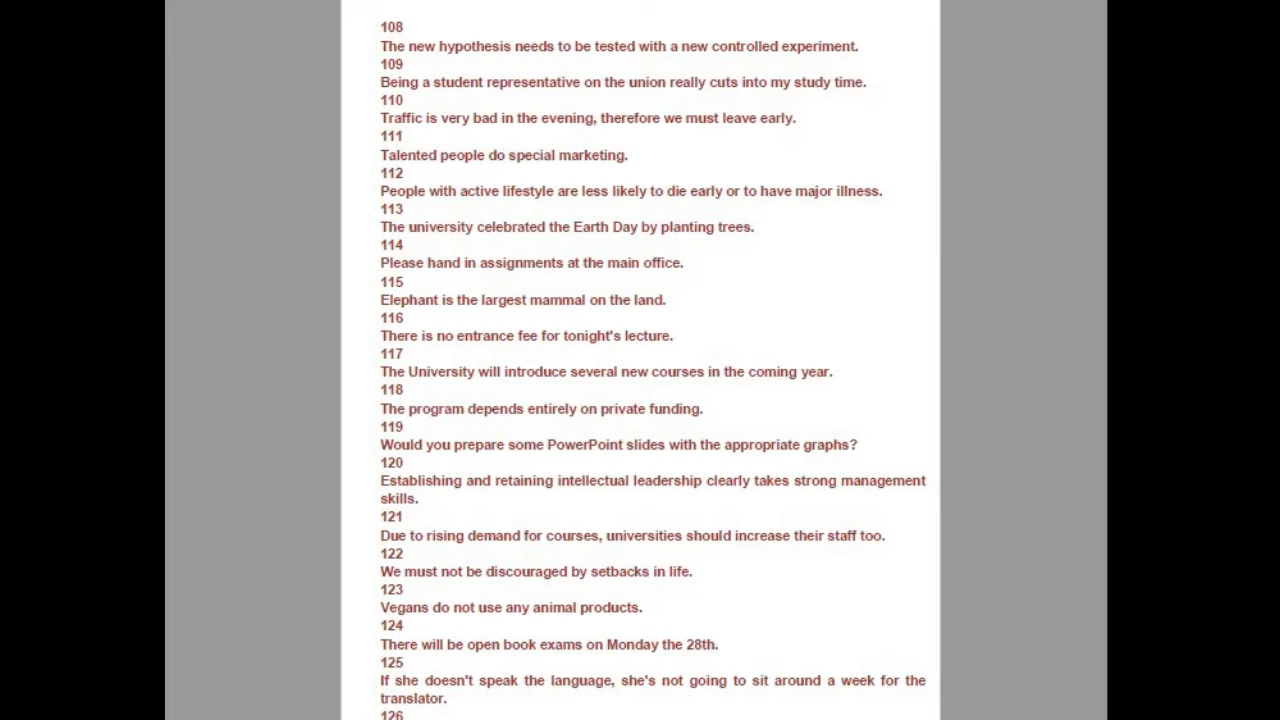 108
The new hypothesis needs to be tested with a new controlled experiment.
109
Being a student representative on the union really cuts into my study time.
110
Traffic is very bad in the evening, therefore we must leave early.
111
Talented people do special marketing.
112
People with active lifestyle are less likely to die early or to have major illness.
113
The university celebrated the Earth Day by planting trees.
114
Please hand in assignments at the main office.
115
Elephant is the largest mammal on the land.
116
There is no entrance fee for tonight's lecture.
117
The University will introduce several new courses in the coming year.
118
The program depends entirely on private funding.
119
Would you prepare some PowerPoint slides with the appropriate graphs?
120
Establishing and retaining intellectual leadership clearly takes strong management
skills.
121
Due to rising demand for courses, universities should increase their staff too.
122
We must not be discouraged by setbacks in life.
123
Vegans do not use any animal products.
124
There will be open book exams on Monday the 28th.
125
If she doesn't speak the language, she's not going to sit around a week for the
translator.
126